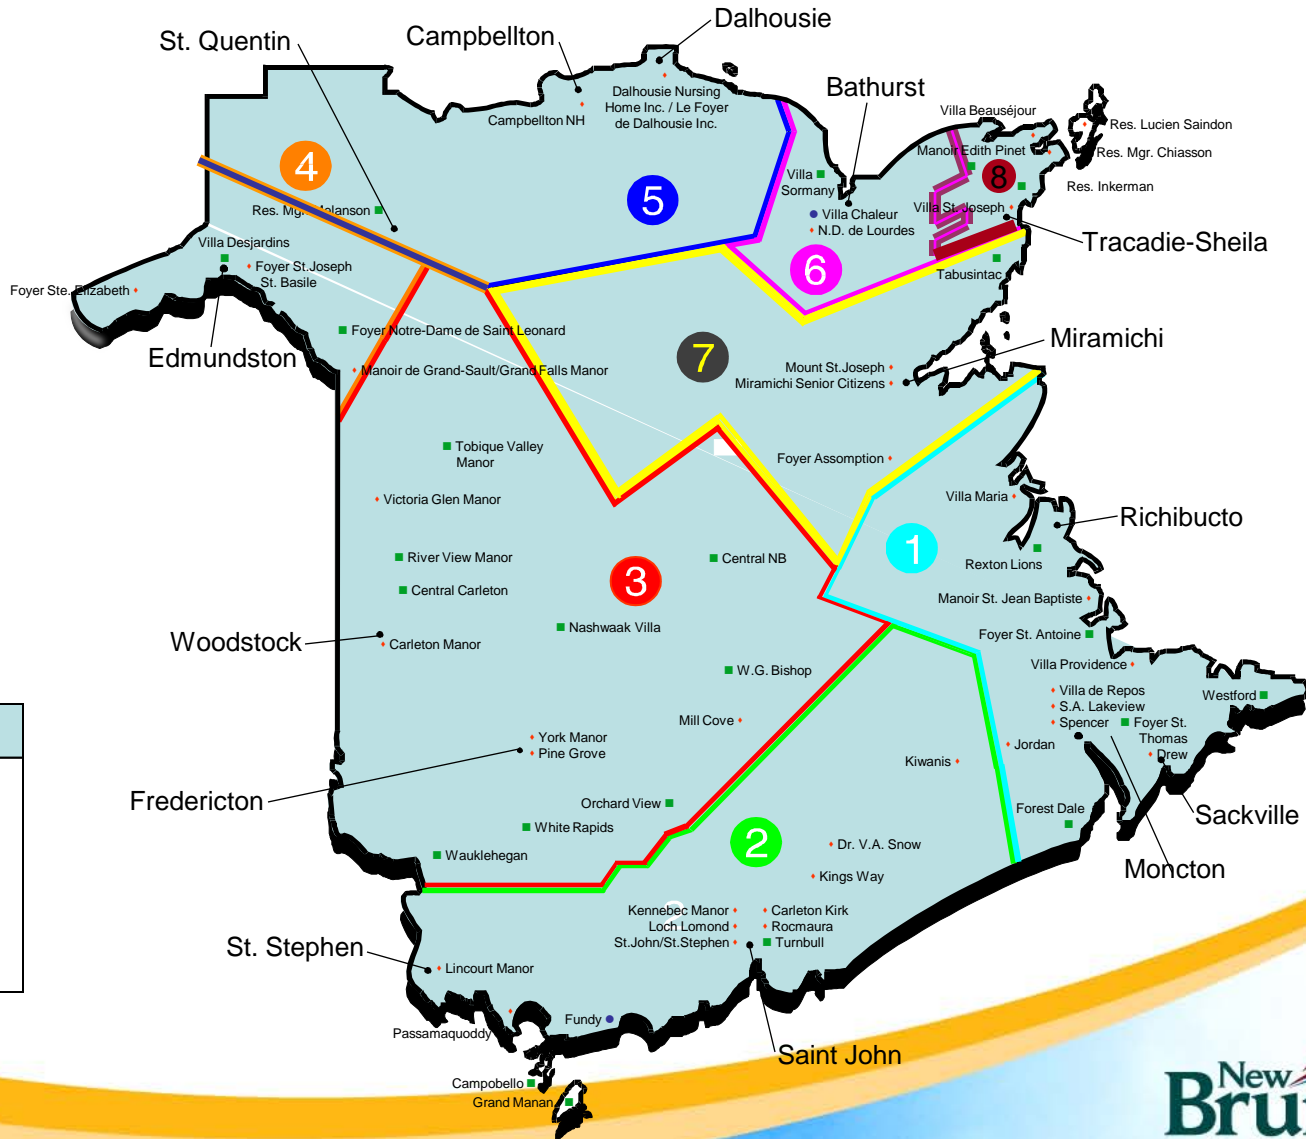 Dalhousie
St. Quentin
Campbellton
Bathurst
Dalhousie Nursing
Home Inc. / Le Foyer
de Dalhousie Inc.
Campbellton NH
Villa Beauséjour
Res. Lucien Saindon
Manoir Edith Pinet
Res. Mgr. Chiasson
4
5
8
Villa
Sormany
Res. Inkerman
Res. Mgr. Melanson
Villa St. Joseph
Villa Chaleur
N.D. de Lourdes
Tracadie-Sheila
Villa Desjardins
Foyer St.Joseph
St. Basile
6
Tabusintac
Foyer Ste. Elizabeth
Foyer Notre-Dame de Saint Leonard
Edmundston
7
Miramichi
Manoir de Grand-Sault/Grand Falls Manor
Mount St.Joseph
Miramichi Senior Citizens
Tobique Valley
Manor
Foyer Assomption
Victoria Glen Manor
Villa Maria
Richibucto
1
River View Manor
Central NB
Rexton Lions
3
Central Carleton
Manoir St. Jean Baptiste
Nashwaak Villa
Foyer St. Antoine
Woodstock
Carleton Manor
W.G. Bishop
Villa Providence
Villa de Repos
S.A. Lakeview
Spencer
Westford
Mill Cove
Foyer St.
Thomas
York Manor
Pine Grove
Jordan
Drew
Kiwanis
Fredericton
Orchard View
Forest Dale
Sackville
White Rapids
2
Dr. V.A. Snow
Wauklehegan
Moncton
Kings Way
2
Kennebec Manor
Loch Lomond
St.John/St.Stephen
Carleton Kirk
Rocmaura
Turnbull
St. Stephen
Lincourt Manor
Passamaquoddy
Fundy
Saint John
Campobello
Grand Manan
New